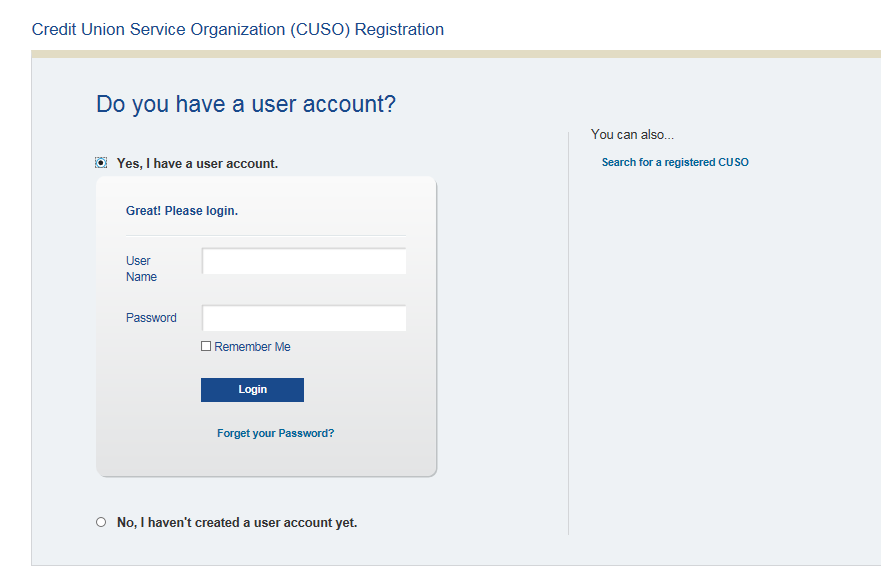 Credit Union Service Organization (CUSO) Registration
Do you have a user account?
You can also...
Search for a registered CUSO
Yes, I have a user account.
Great! Please login.
User
Name
Password
Remember Me
Login
Forget your Password?
No, I haven't created a user account yet.